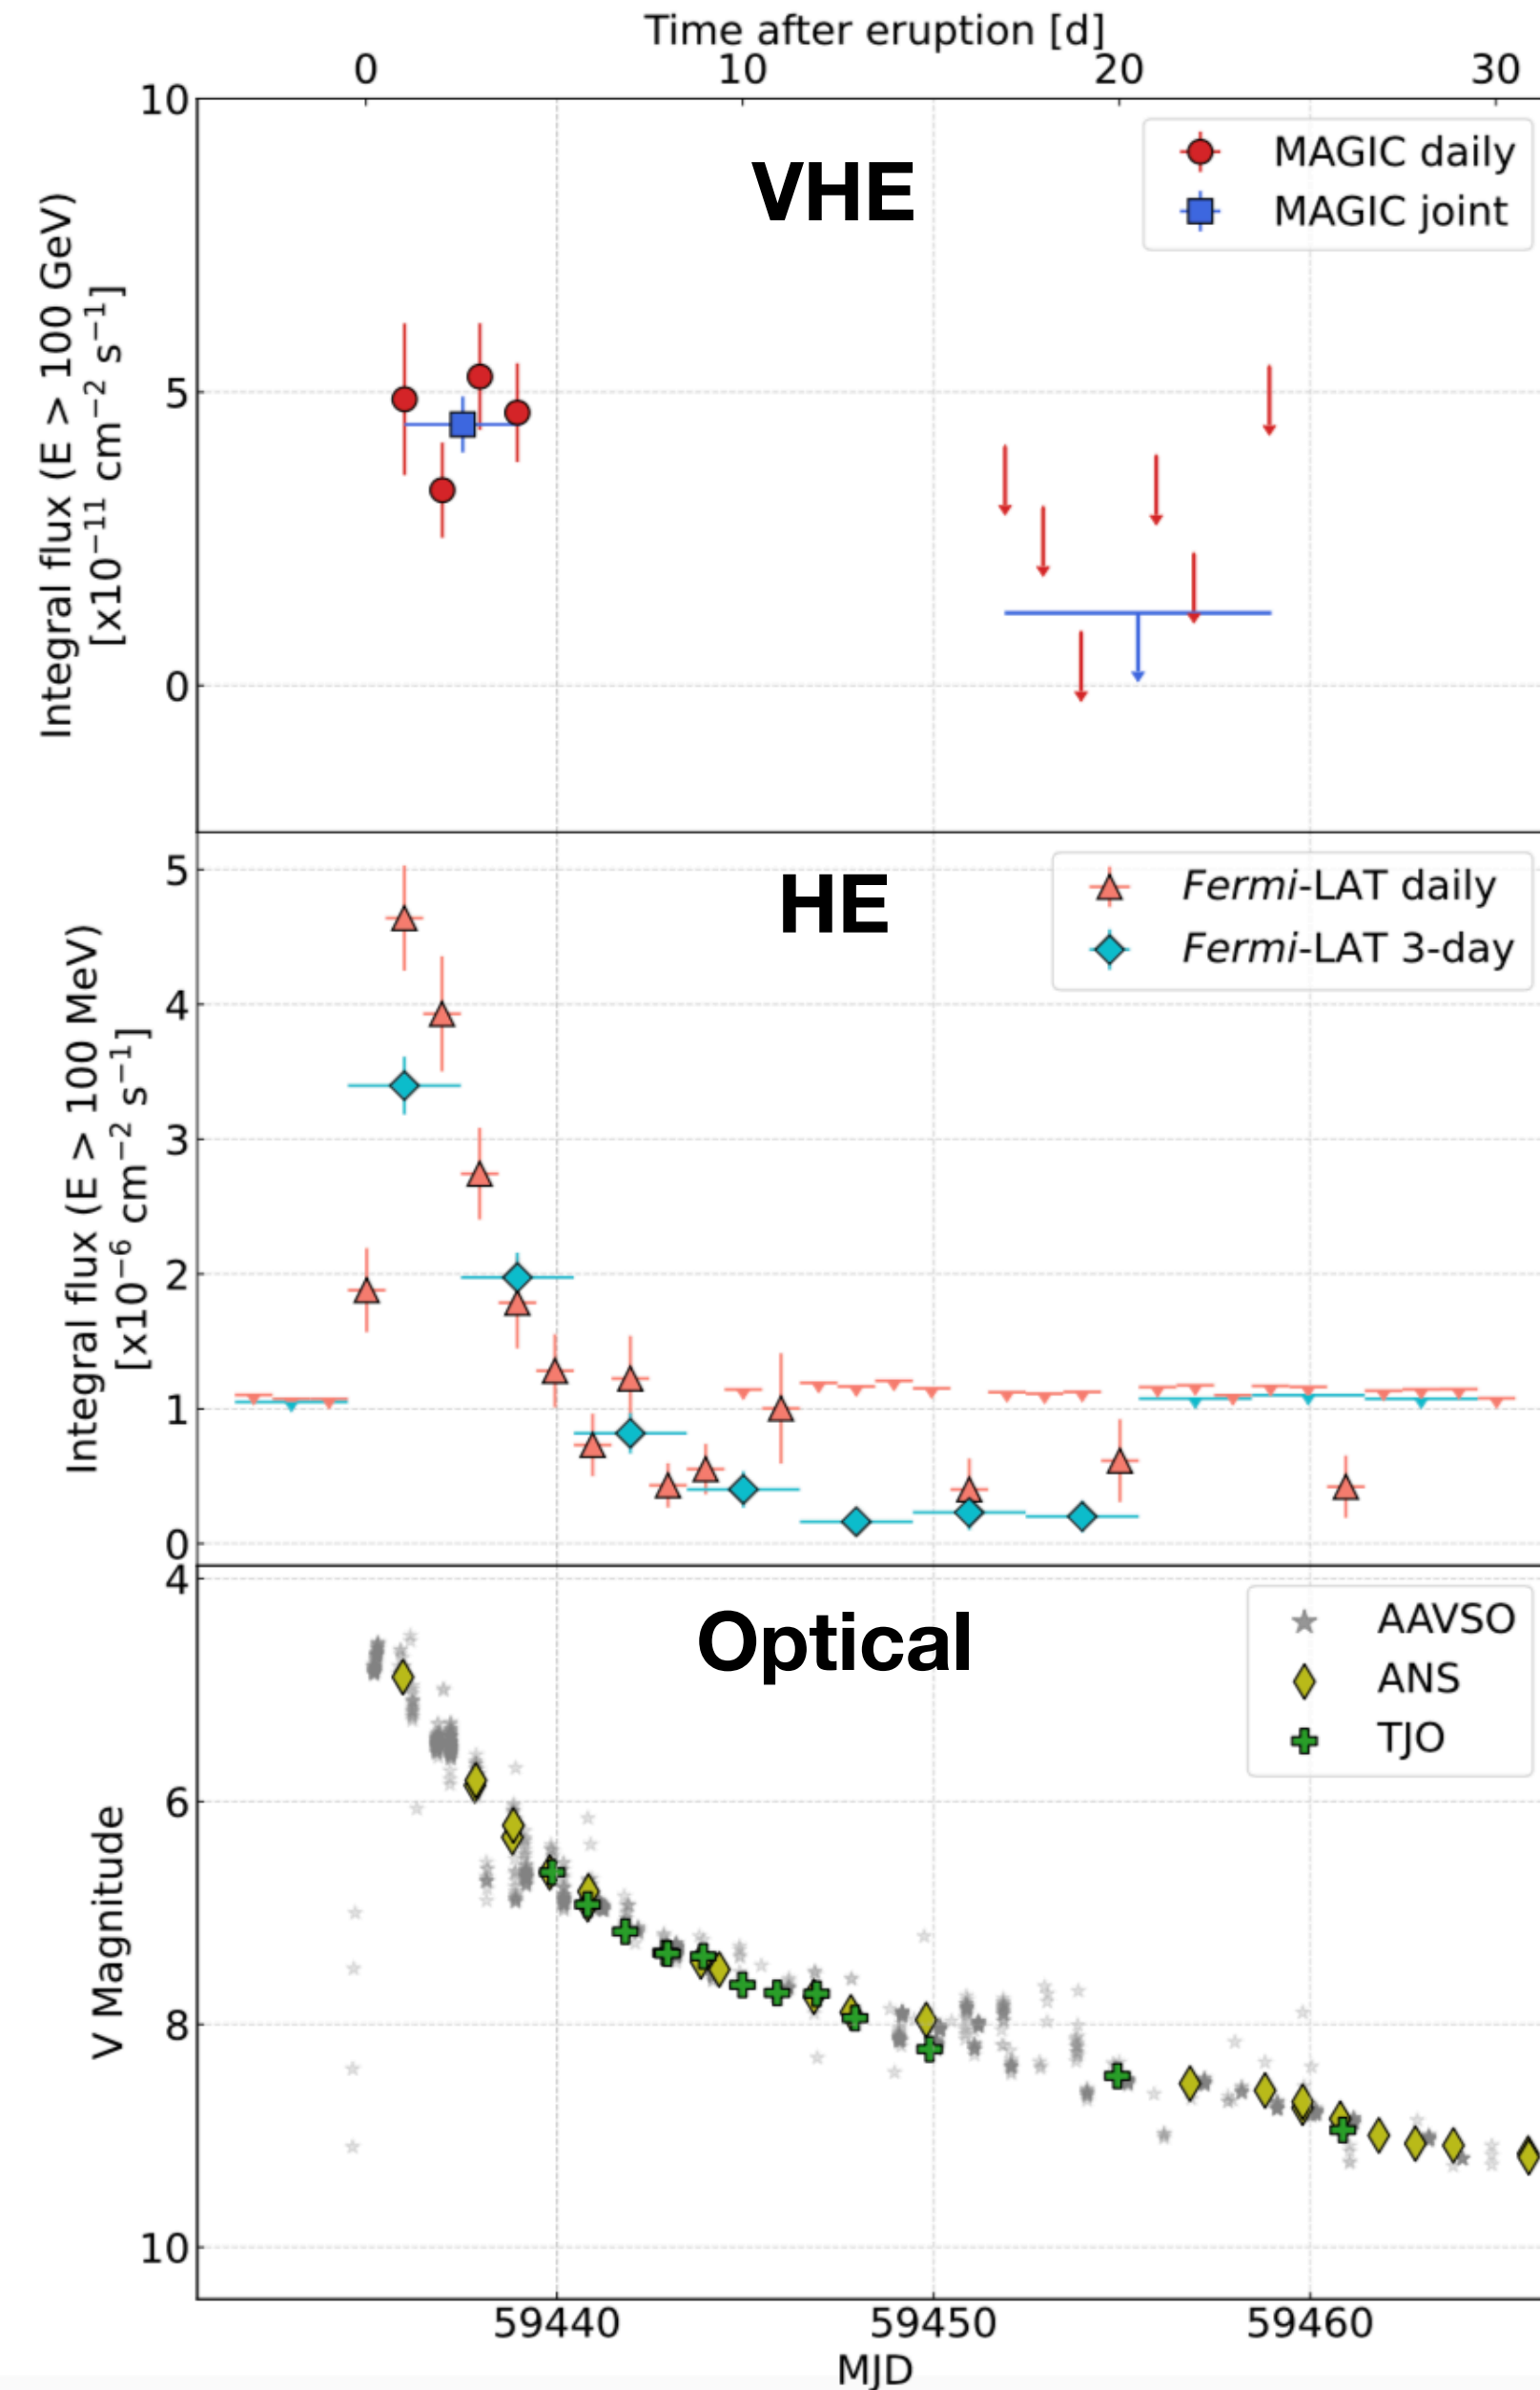 Time after eruption [d]
0 10 20 30
10
5
0
Integral flux (E > 100 GeV)
[x10⁻¹¹ cm⁻² s⁻¹]
VHE
MAGIC daily
MAGIC joint
5
4
3
2
1
0
Integral flux (E > 100 MeV)
[x10⁻⁶ cm⁻² s⁻¹]
HE
Fermi-LAT daily
Fermi-LAT 3-day
4
6
8
10
V Magnitude
Optical
AAVSO
ANS
TJO
59440 59450 59460
MJD